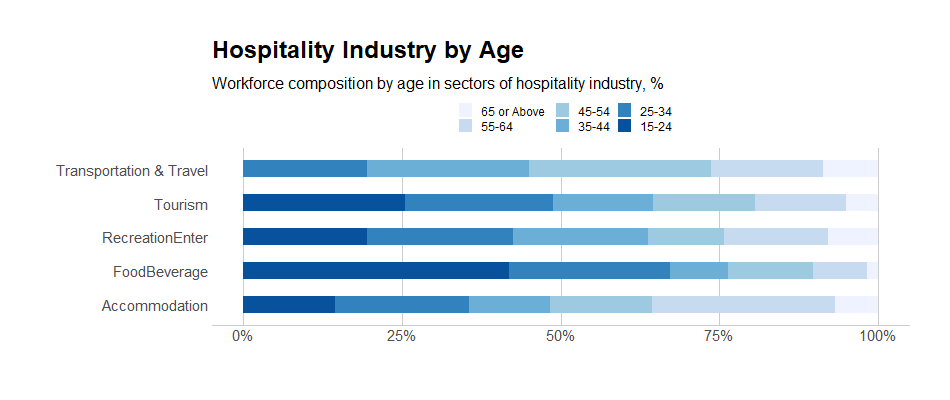 Hospitality Industry by Age
Workforce composition by age in sectors of hospitality industry, %
65 or Above 45-54 25-34
55-64 35-44 15-24
Transportation & Travel
Tourism
RecreationEnter
FoodBeverage
Accommodation
0% 25% 50% 75% 100%